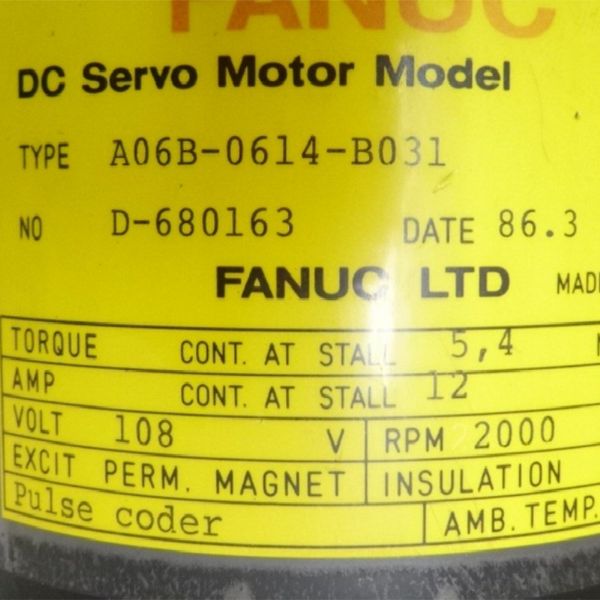 FANUC
DC Servo Motor Model
TYPE A06B-0614-B031
NO D-680163 DATE 86.3
FANUC LTD MADE
TORQUE CONT. AT STALL 5,4
AMP CONT. AT STALL 12
VOLT 108 V RPM 2000
EXCIT PERM. MAGNET INSULATION
Pulse coder AMB. TEMP.